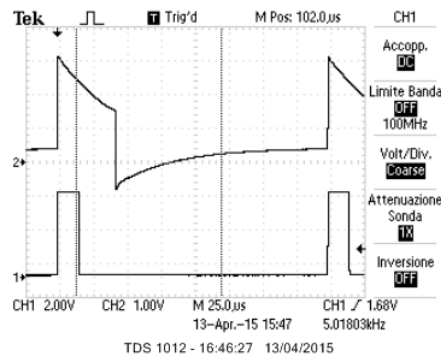 Tek T Trig'd M Pos: 102.0us CH1
Accopp.
DC
Limite Banda
OFF
100MHz
2
Volt/Div.
Coarse
Attenuazione
Sonda
1X
1
Inversione
OFF
CH1 2.00V CH2 1.00V M 25.0us CH1 1.68V
13-Apr.-15 15:47 5.01803kHz
TDS 1012 - 16:46:27 13/04/2015